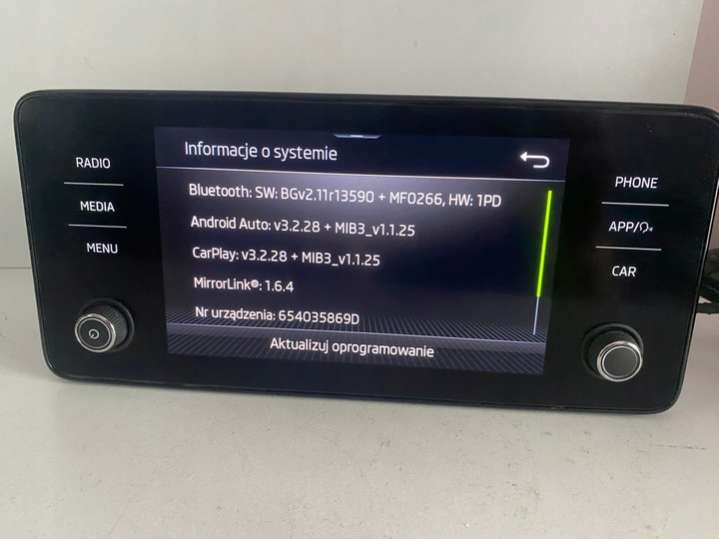 Informacje o systemie
RADIO
MEDIA
MENU
Bluetooth: SW: BGv2.11r13590 + MF0266, HW: 1PD
Android Auto: v3.2.28 + MIB3_v1.1.25
CarPlay: v3.2.28 + MIB3_v1.1.25
MirrorLink®: 1.6.4
Nr urządzenia: 654035869D
Aktualizuj oprogramowanie
PHONE
APP/
CAR